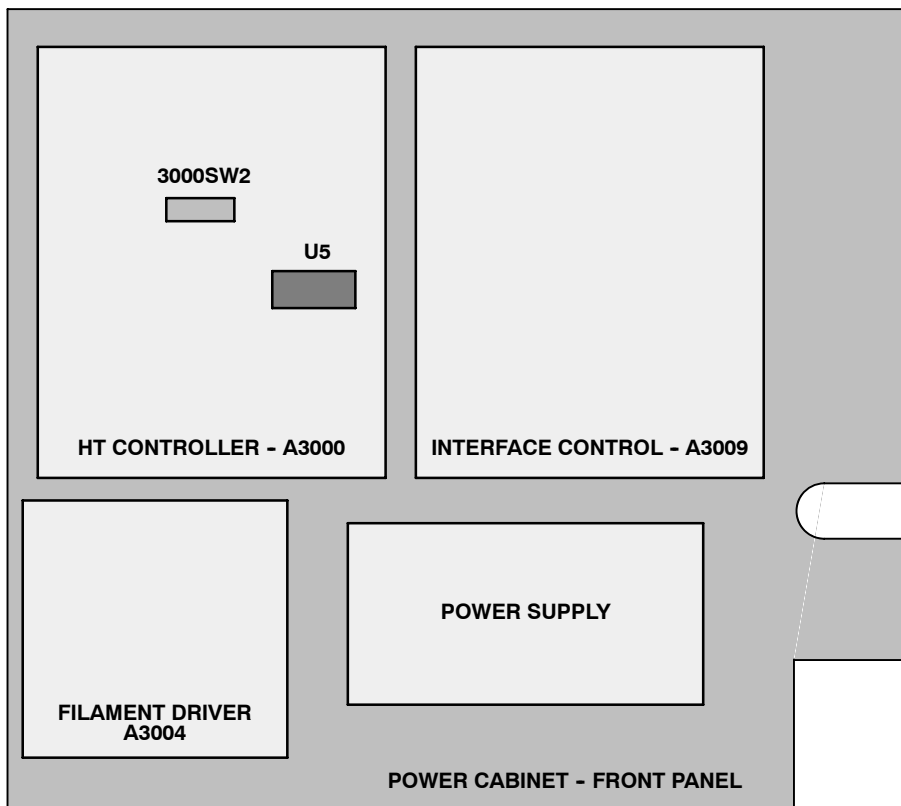 3000SW2
U5
HT CONTROLLER - A3000
INTERFACE CONTROL - A3009
POWER SUPPLY
FILAMENT DRIVER
A3004
POWER CABINET - FRONT PANEL